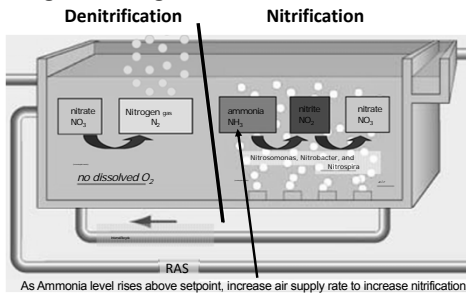 Denitrification
Nitrification
nitrate
NO3
Nitrogen gas
N2
ammonia
NH3
nitrite
NO2
nitrate
NO3
Nitrosomonas, Nitrobacter, and
Nitrospira
no dissolved O2
RAS
As Ammonia level rises above setpoint, increase air supply rate to increase nitrification